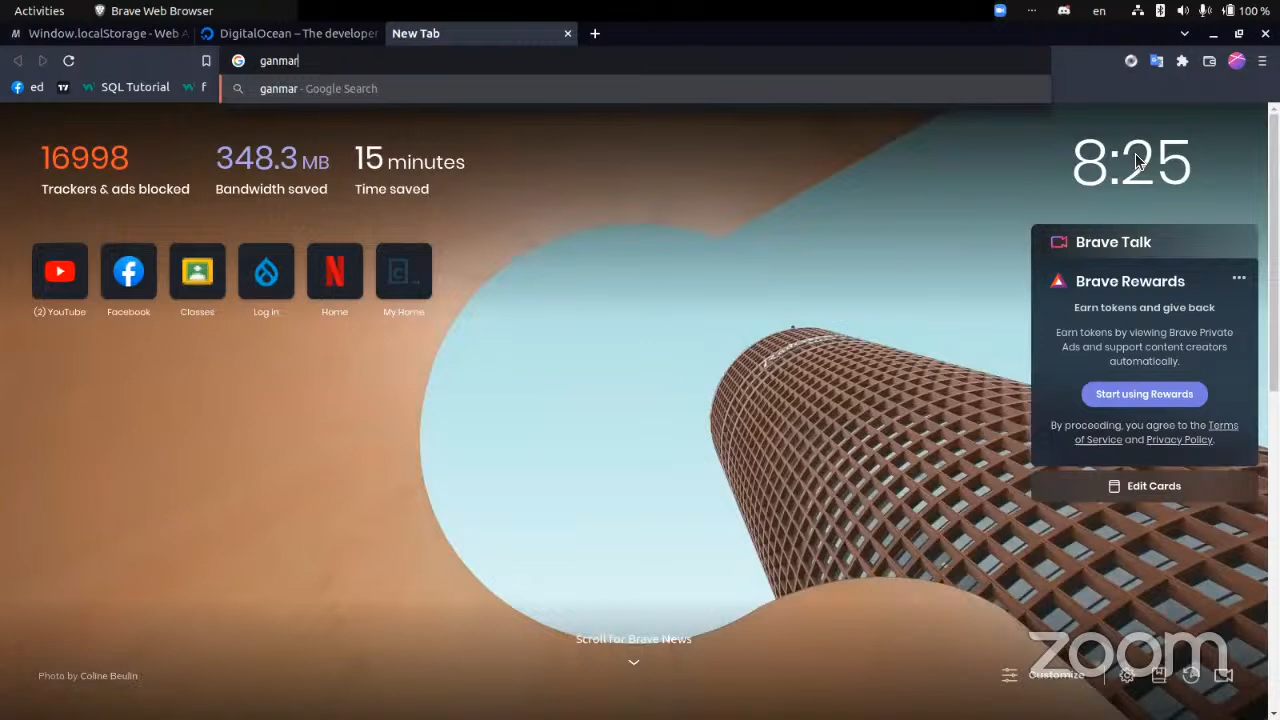 Activities Brave Web Browser en 100 %
Window.localStorage - Web A DigitalOcean – The developer New Tab
ganmar
ganmar - Google Search
ed SQL Tutorial f
16998 348.3 MB 15 minutes
Trackers & ads blocked Bandwidth saved Time saved
8:25
(2) YouTube Facebook Classes Log in Home My Home
Brave Talk
Brave Rewards
Earn tokens and give back
Earn tokens by viewing Brave Private
Ads and support content creators
automatically.
Start using Rewards
By proceeding, you agree to the Terms
of Service and Privacy Policy.
Edit Cards
Scroll for Brave News
Photo by Coline Beulin
Customize
zoom